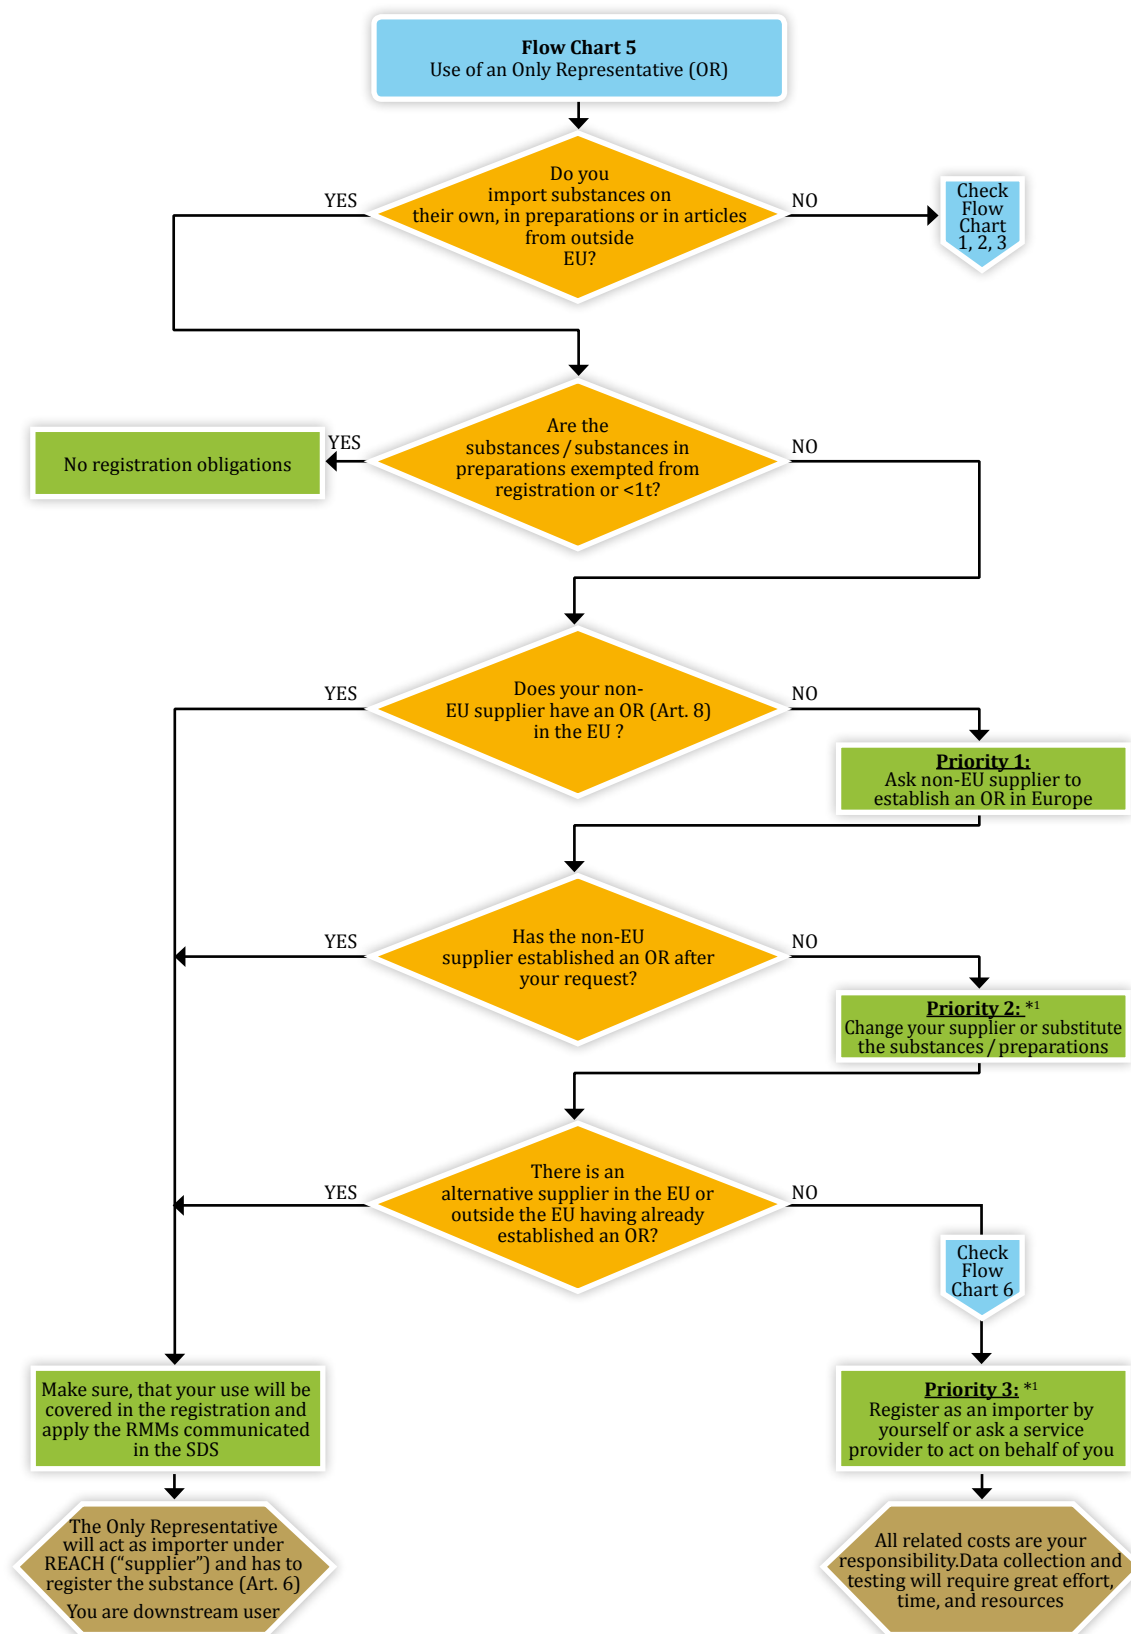 Flow Chart 5
Use of an Only Representative (OR)
Do you
import substances on
their own, in preparations or in articles
from outside
EU?
YES
NO
Check
Flow
Chart
1, 2, 3
Are the
substances / substances in
preparations exempted from
registration or <1t?
YES
NO
No registration obligations
Does your non-
EU supplier have an OR (Art. 8)
in the EU ?
YES
NO
Priority 1:
Ask non-EU supplier to
establish an OR in Europe
Has the non-EU
supplier established an OR after
your request?
YES
NO
Priority 2: *1
Change your supplier or substitute
the substances / preparations
There is an
alternative supplier in the EU or
outside the EU having already
established an OR?
YES
NO
Check
Flow
Chart 6
Make sure, that your use will be
covered in the registration and
apply the RMMs communicated
in the SDS
Priority 3: *1
Register as an importer by
yourself or ask a service
provider to act on behalf of you
The Only Representative
will act as importer under
REACH (“supplier”) and has to
register the substance (Art. 6)
You are downstream user
All related costs are your
responsibility.Data collection and
testing will require great effort,
time, and resources